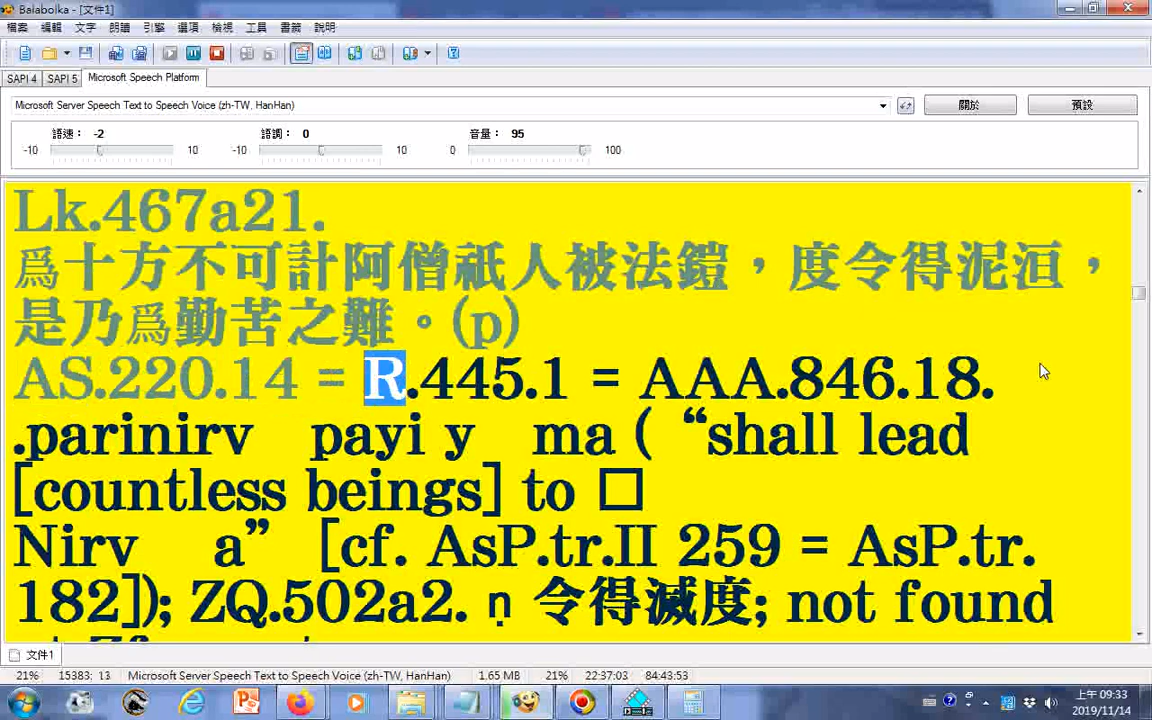 Balabolka - [文件1]
檔案 編輯 文字 朗讀 引擎 選項 檢視 工具 書籤 說明
SAPI 4 SAPI 5 Microsoft Speech Platform
Microsoft Server Speech Text to Speech Voice (zh-TW, HanHan) 關於 預設
語速： -2 語調： 0 音量： 95
-10 10 -10 10 0 100
Lk.467a21.
爲十方不可計阿僧祇人被法鎧，度令得泥洹，
是乃爲勤苦之難。(p)
AS.220.14 = R.445.1 = AAA.846.18.
.parinirv payi y ma ( “shall lead
[countless beings] to □
Nirv a” [cf. AsP.tr.II 259 = AsP.tr.
182]); ZQ.502a2. ṇ 令得滅度; not found
文件1
21% 15383: 13 Microsoft Server Speech Text to Speech Voice (zh-TW, HanHan) 1.65 MB 21% 22:37:03 84:43:53
上午 09:33
2019/11/14